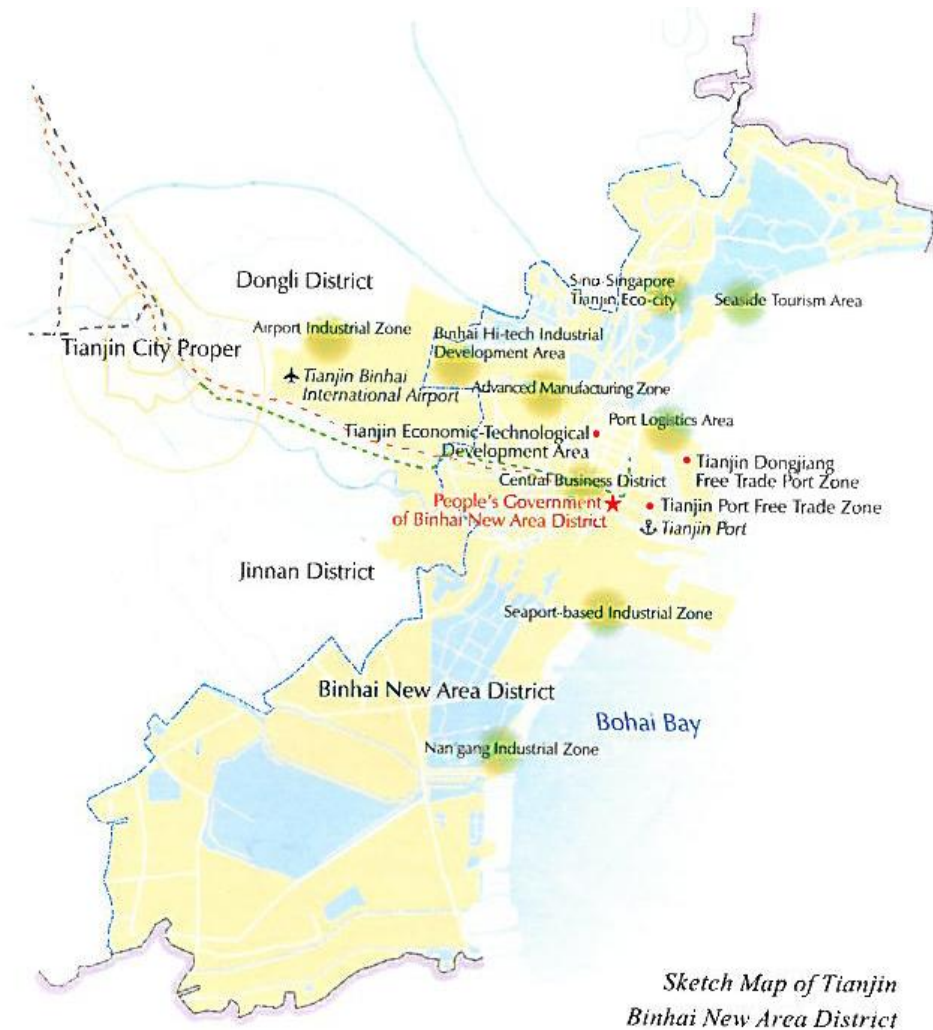 Dongli District
Sino-Singapore
Tianjin Eco-city
Seaside Tourism Area
Airport Industrial Zone
Binhai Hi-tech Industrial
Development Area
Tianjin City Proper
Tianjin Binhai
International Airport
Advanced Manufacturing Zone
Port Logistics Area
Tianjin Economic-Technological
Development Area
Tianjin Dongjiang
Free Trade Port Zone
Central Business District
People's Government
of Binhai New Area District
Tianjin Port Free Trade Zone
Tianjin Port
Jinnan District
Seaport-based Industrial Zone
Binhai New Area District
Bohai Bay
Nan'gang Industrial Zone
Sketch Map of Tianjin
Binhai New Area District